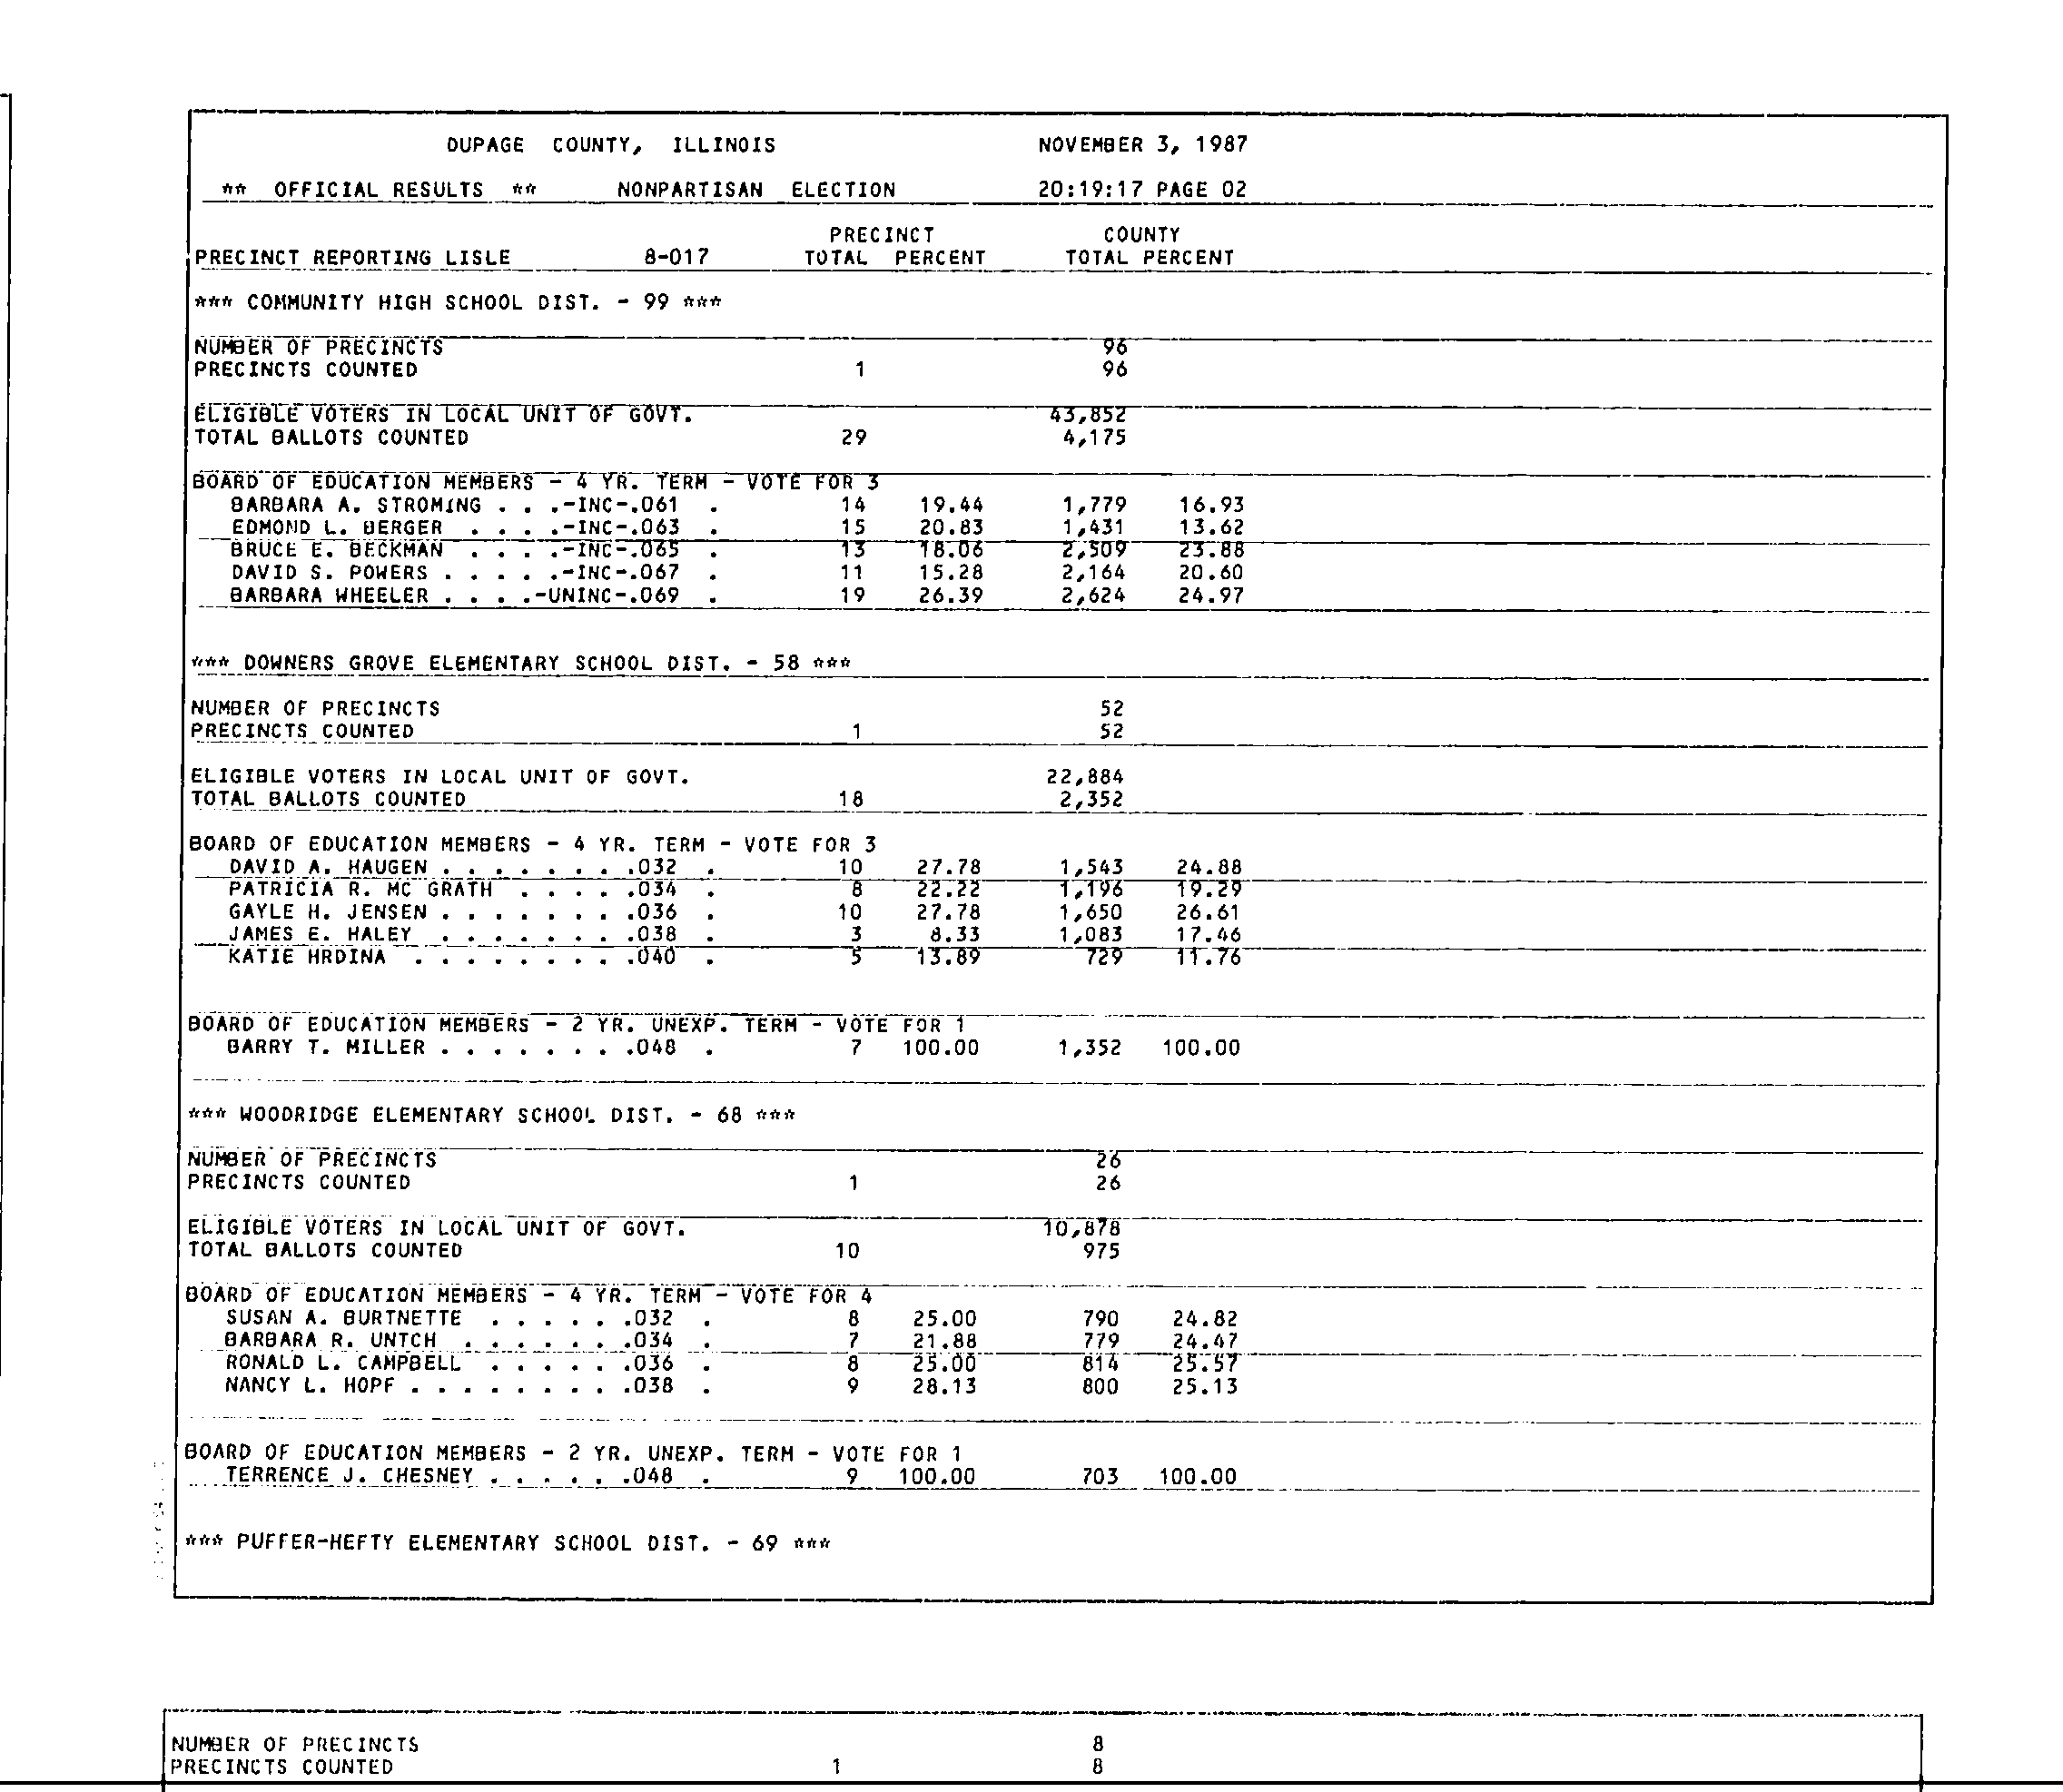 DUPAGE COUNTY, ILLINOIS NOVEMBER 3, 1987
** OFFICIAL RESULTS ** NONPARTISAN ELECTION 20:19:17 PAGE 02
PRECINCT COUNTY
PRECINCT REPORTING LISLE 8-017 TOTAL PERCENT TOTAL PERCENT
*** COMMUNITY HIGH SCHOOL DIST. - 99 ***
NUMBER OF PRECINCTS 96
PRECINCTS COUNTED 1 96
ELIGIBLE VOTERS IN LOCAL UNIT OF GOVT. 43,852
TOTAL BALLOTS COUNTED 29 4,175
BOARD OF EDUCATION MEMBERS - 4 YR. TERM - VOTE FOR 3
BARBARA A. STROMING . . .-INC-.061 . 14 19.44 1,779 16.93
EDMOND L. BERGER . . . .-INC-.063 . 15 20.83 1,431 13.62
BRUCE E. BECKMAN . . . .-INC-.065 . 13 18.06 2,509 23.88
DAVID S. POWERS . . . . .-INC-.067 . 11 15.28 2,164 20.60
BARBARA WHEELER . . . .-UNINC-.069 . 19 26.39 2,624 24.97
*** DOWNERS GROVE ELEMENTARY SCHOOL DIST. - 58 ***
NUMBER OF PRECINCTS 52
PRECINCTS COUNTED 1 52
ELIGIBLE VOTERS IN LOCAL UNIT OF GOVT. 22,884
TOTAL BALLOTS COUNTED 18 2,352
BOARD OF EDUCATION MEMBERS - 4 YR. TERM - VOTE FOR 3
DAVID A. HAUGEN . . . . . . . .032 . 10 27.78 1,543 24.88
PATRICIA R. MC GRATH . . . . .034 . 8 22.22 1,196 19.29
GAYLE H. JENSEN . . . . . . . .036 . 10 27.78 1,650 26.61
JAMES E. HALEY . . . . . . . .038 . 3 8.33 1,083 17.46
KATIE HRDINA . . . . . . . . .040 . 5 13.89 729 11.76
BOARD OF EDUCATION MEMBERS - 2 YR. UNEXP. TERM - VOTE FOR 1
BARRY T. MILLER . . . . . . . .048 . 7 100.00 1,352 100.00
*** WOODRIDGE ELEMENTARY SCHOOL DIST. - 68 ***
NUMBER OF PRECINCTS 26
PRECINCTS COUNTED 1 26
ELIGIBLE VOTERS IN LOCAL UNIT OF GOVT. 10,878
TOTAL BALLOTS COUNTED 10 975
BOARD OF EDUCATION MEMBERS - 4 YR. TERM - VOTE FOR 4
SUSAN A. BURTNETTE . . . . . .032 . 8 25.00 790 24.82
BARBARA R. UNTCH . . . . . . .034 . 7 21.88 779 24.47
RONALD L. CAMPBELL . . . . . .036 . 8 25.00 814 25.57
NANCY L. HOPF . . . . . . . . .038 . 9 28.13 800 25.13
BOARD OF EDUCATION MEMBERS - 2 YR. UNEXP. TERM - VOTE FOR 1
TERRENCE J. CHESNEY . . . . . .048 . 9 100.00 703 100.00
*** PUFFER-HEFTY ELEMENTARY SCHOOL DIST. - 69 ***
NUMBER OF PRECINCTS 8
PRECINCTS COUNTED 1 8